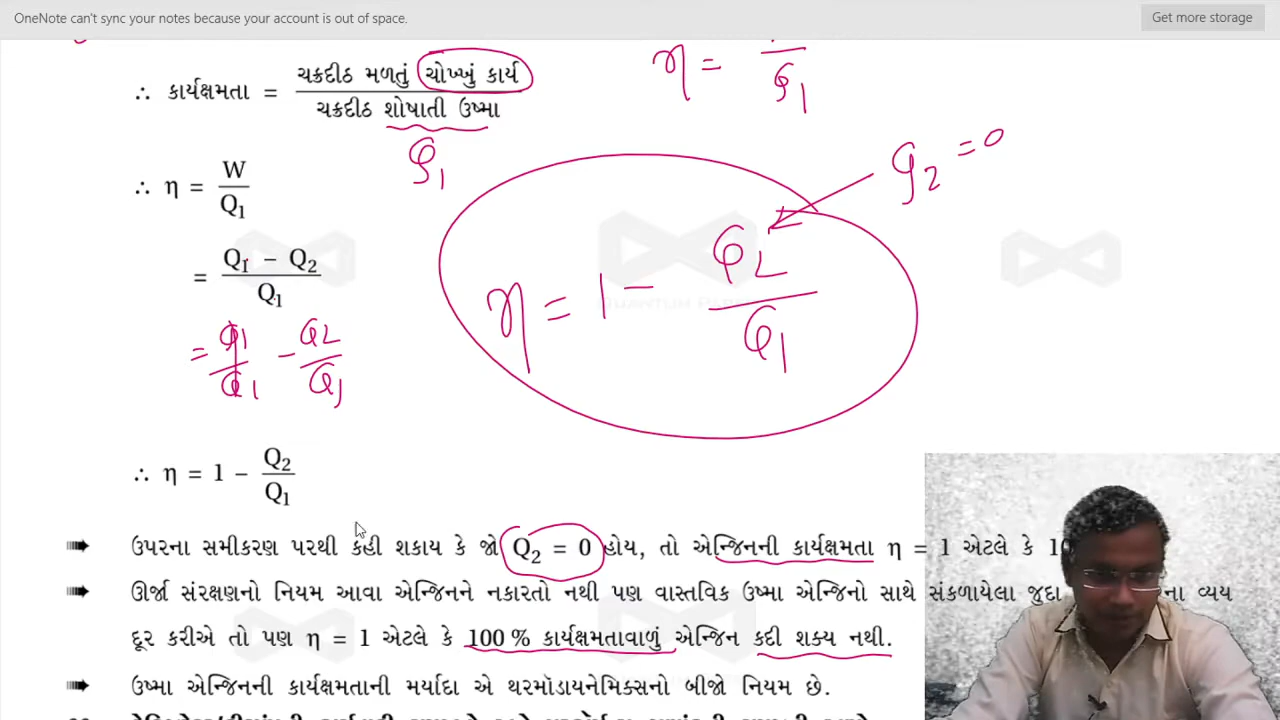 OneNote can't sync your notes because your account is out of space.
Get more storage
η =
Q1
∴ કાર્યક્ષમતા = ચક્રદીઠ મળતું ચોખ્ખું કાર્ય
ચક્રદીઠ શોષાતી ઉષ્મા
Q1
Q2 = 0
∴ η = W
Q1
= Q1 − Q2
Q1
η = 1 − Q2
Q1
= Q1 − Q2
Q1 Q1
∴ η = 1 − Q2
Q1
ઉપરના સમીકરણ પરથી કહી શકાય કે જો Q2 = 0 હોય, તો એન્જિનની કાર્યક્ષમતા η = 1 એટલે કે
ઊર્જા સંરક્ષણનો નિયમ આવા એન્જિનને નકારતો નથી પણ વાસ્તવિક ઉષ્મા એન્જિનો સાથે સંકળાયેલા જુદા ના વ્યય
દૂર કરીએ તો પણ η = 1 એટલે કે 100 % કાર્યક્ષમતાવાળું એન્જિન કદી શક્ય નથી.
ઉષ્મા એન્જિનની કાર્યક્ષમતાની મર્યાદા એ થરમૉડાયનેમિક્સનો બીજો નિયમ છે.